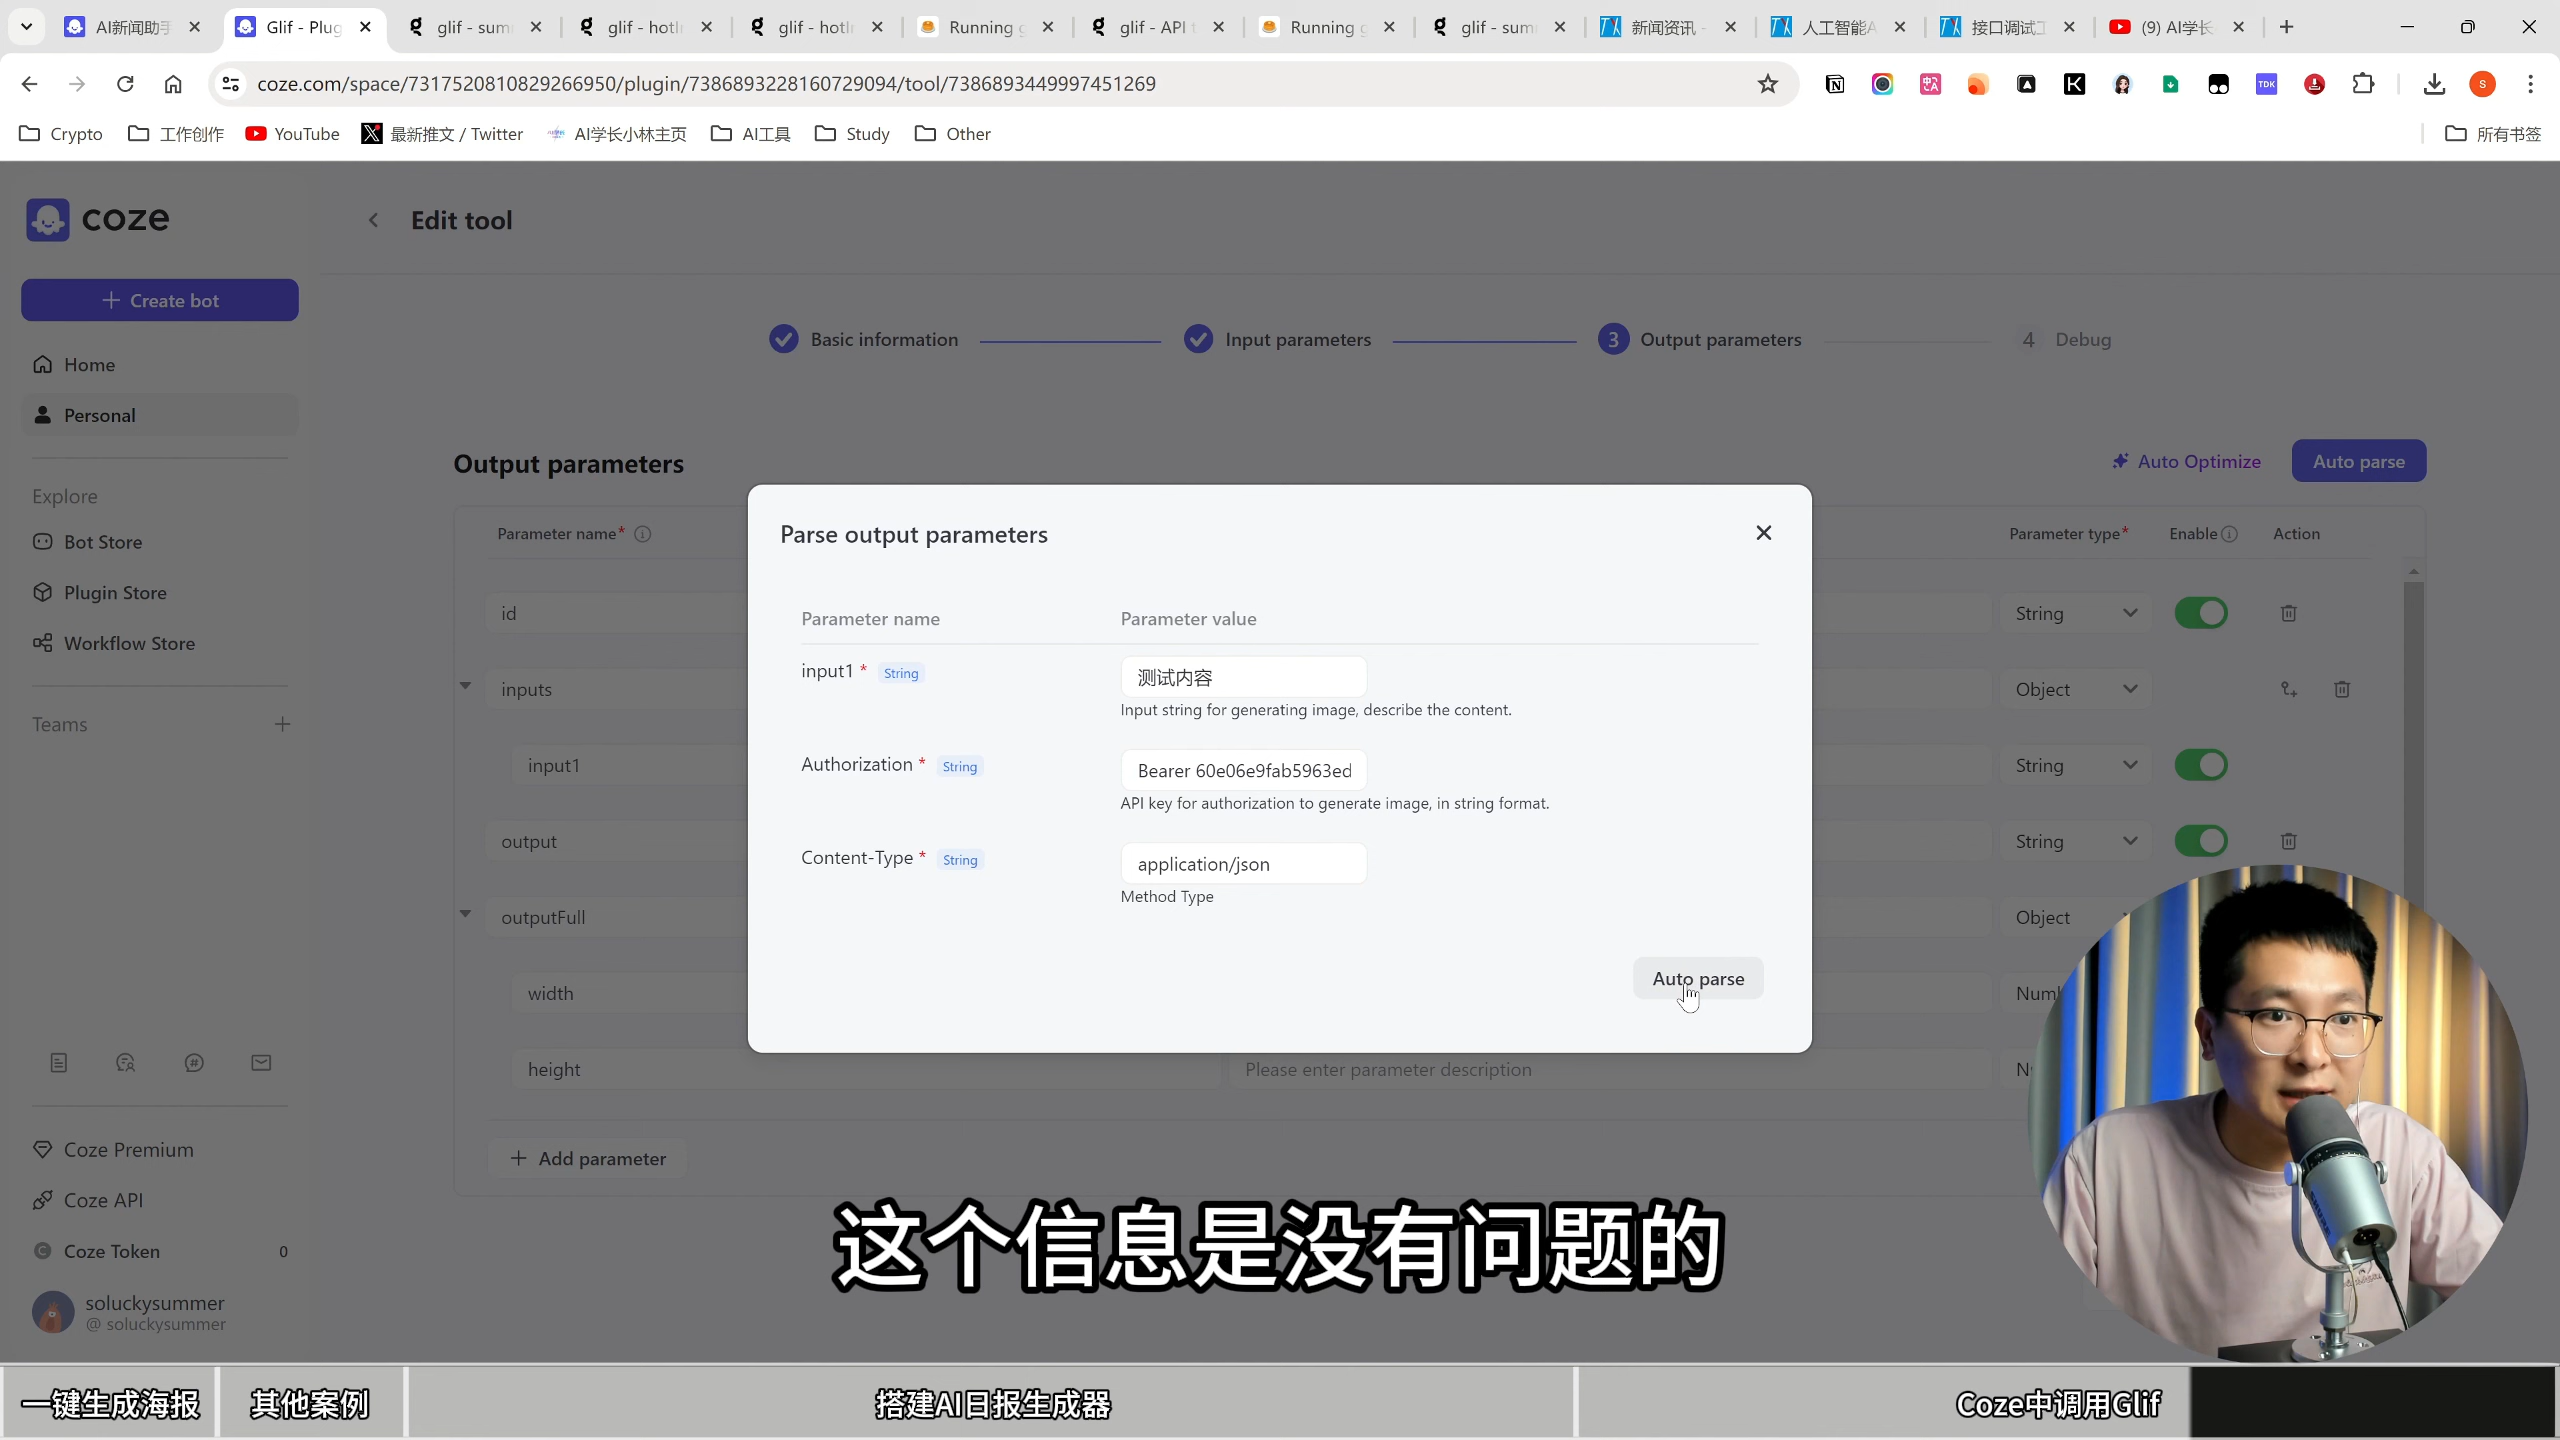 AI新闻助手
Glif - Plug
glif - sum
glif - hotIn
glif - hotIn
Running g
glif - API t
Running g
glif - sum
新闻资讯 -
人工智能A
接口调试工
(9) AI学长
coze.com/space/7317520810829266950/plugin/7386893228160729094/tool/7386893449997451269
Crypto
工作创作
YouTube
最新推文 / Twitter
AI学长小林主页
AI工具
Study
Other
所有书签
coze
Edit tool
Create bot
Home
Personal
Explore
Bot Store
Plugin Store
Workflow Store
Teams
Coze Premium
Coze API
Coze Token 0
soluckysummer
@ soluckysummer
Basic information
Input parameters
3 Output parameters
4 Debug
Output parameters
Auto Optimize
Auto parse
Parameter name*
Parameter type*
Enable
Action
id
String
inputs
Object
input1
String
output
String
outputFull
Object
width
Num
height
Please enter parameter description
Add parameter
Parse output parameters
Parameter name
Parameter value
input1 * String
测试内容
Input string for generating image, describe the content.
Authorization * String
Bearer 60e06e9fab5963ed
API key for authorization to generate image, in string format.
Content-Type * String
application/json
Method Type
Auto parse
这个信息是没有问题的
一键生成海报
其他案例
搭建AI日报生成器
Coze中调用Glif